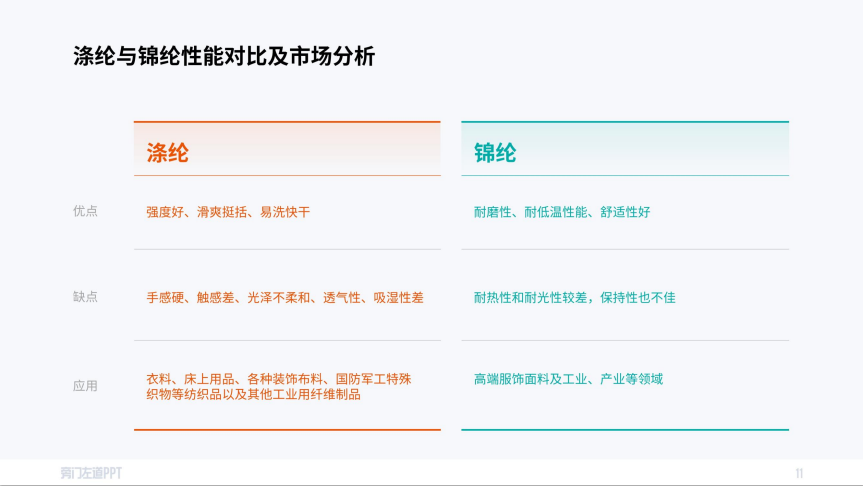 涤纶与锦纶性能对比及市场分析
涤纶
锦纶
优点
强度好、滑爽挺括、易洗快干
耐磨性、耐低温性能、舒适性好
缺点
手感硬、触感差、光泽不柔和、透气性、吸湿性差
耐热性和耐光性较差，保持性也不佳
应用
衣料、床上用品、各种装饰布料、国防军工特殊
织物等纺织品以及其他工业用纤维制品
高端服饰面料及工业、产业等领域
旁门左道PPT
11